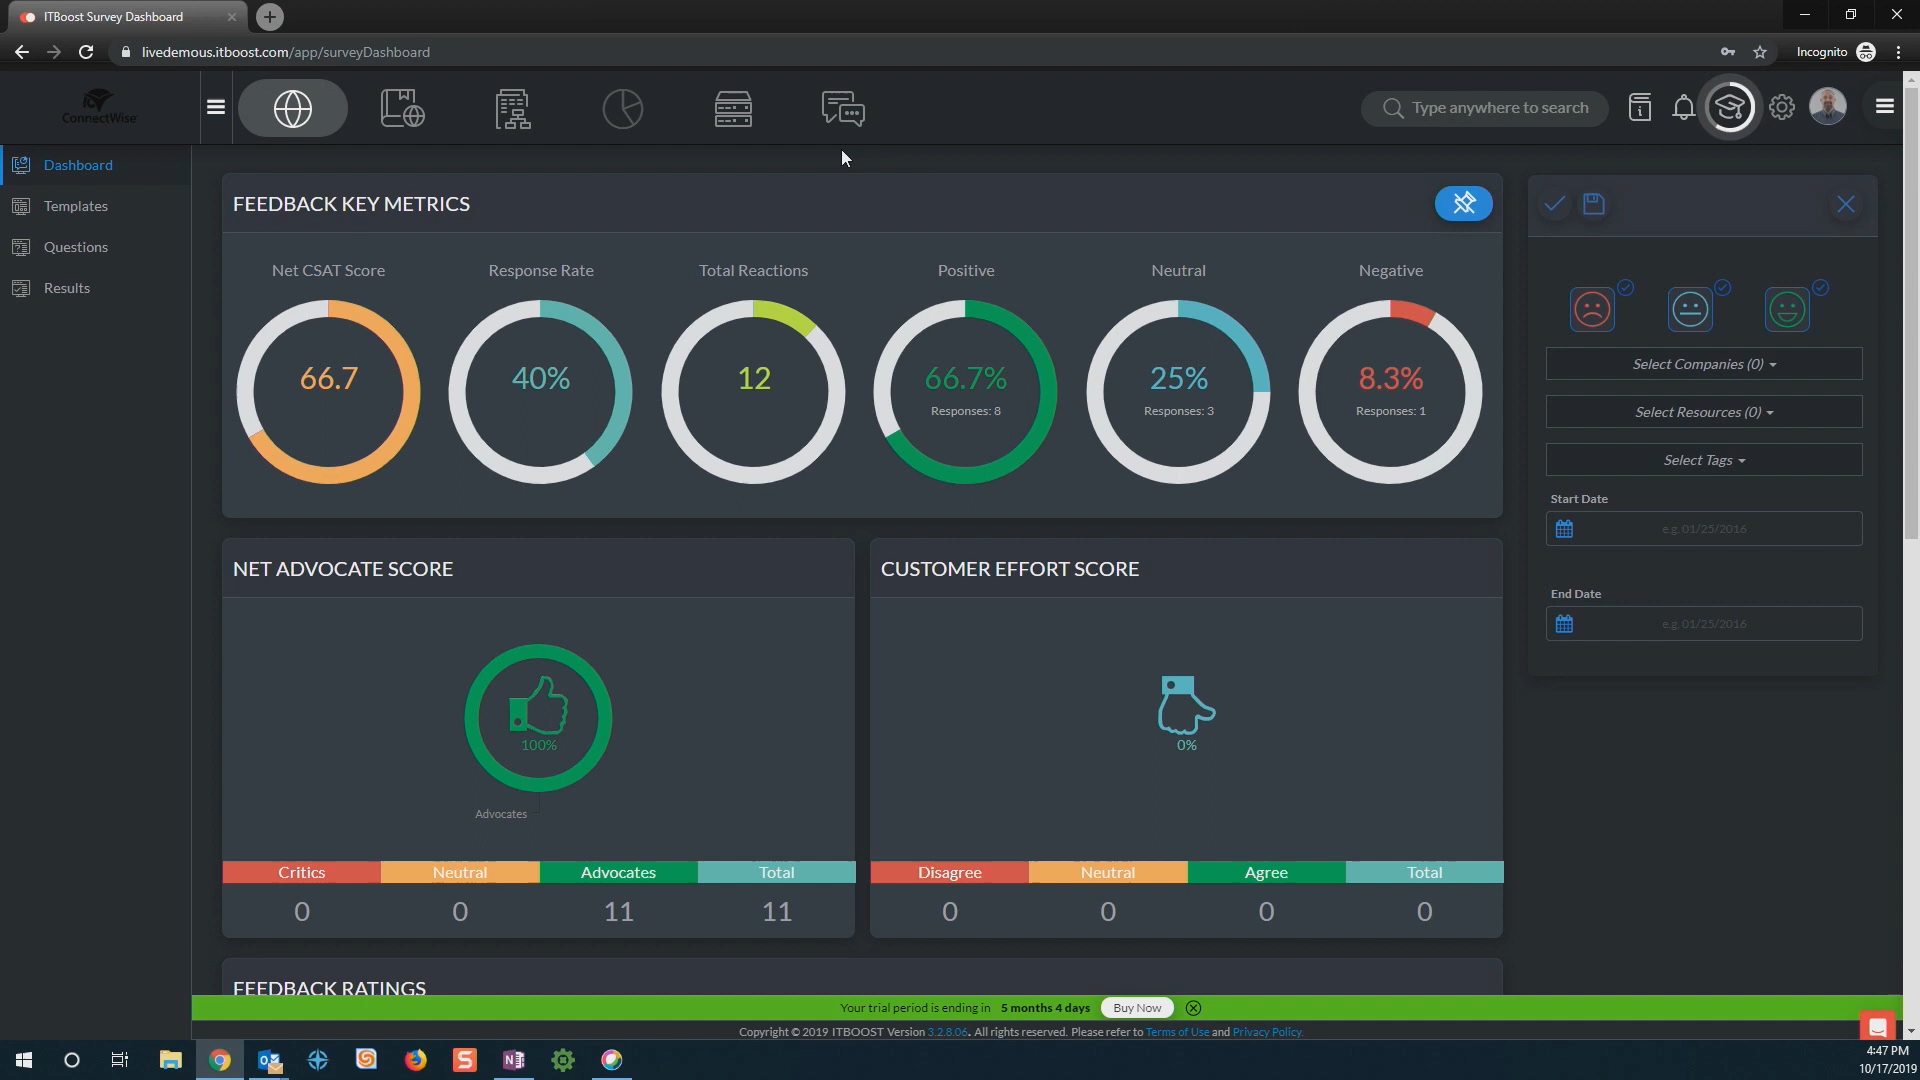 ITBoost Survey Dashboard
livedemous.itboost.com/app/surveyDashboard
Incognito
ConnectWise
Type anywhere to search
Dashboard
Templates
Questions
Results
FEEDBACK KEY METRICS
Net CSAT Score
Response Rate
Total Reactions
Positive
Neutral
Negative
66.7
40%
12
66.7%
Responses: 8
25%
Responses: 3
8.3%
Responses: 1
Select Companies (0)
Select Resources (0)
Select Tags
Start Date
e.g. 01/25/2016
End Date
e.g. 01/25/2016
NET ADVOCATE SCORE
100%
Advocates
Critics Neutral Advocates Total
0 0 11 11
CUSTOMER EFFORT SCORE
0%
Disagree Neutral Agree Total
0 0 0 0
FEEDBACK RATINGS
Your trial period is ending in 5 months 4 days Buy Now
Copyright © 2019 ITBOOST Version 3.2.8.06. All rights reserved. Please refer to Terms of Use and Privacy Policy.
4:47 PM
10/17/2019